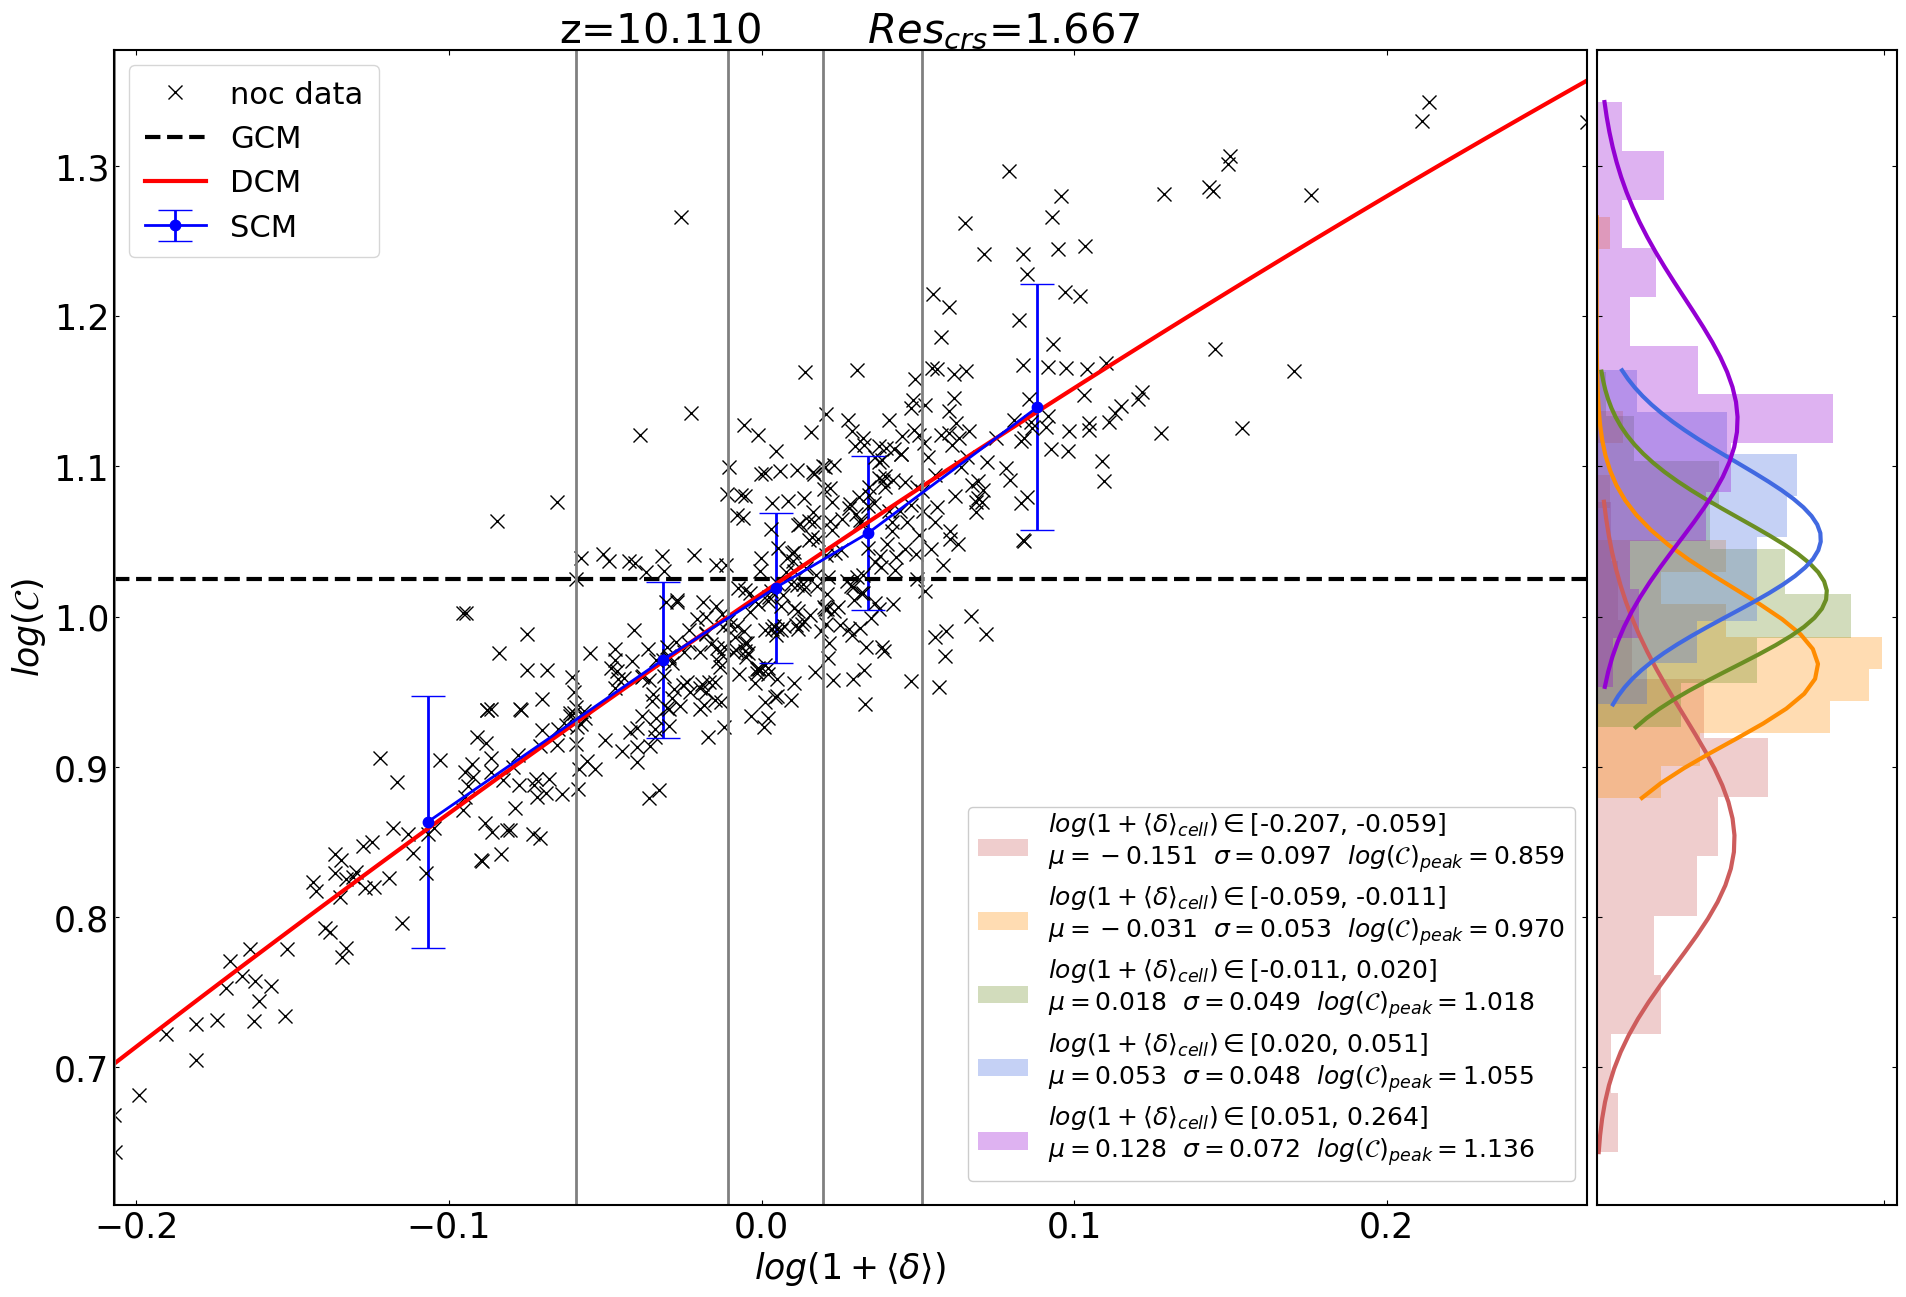 z=10.110 Res_crs=1.667
noc data
GCM
DCM
SCM
1.3
1.2
1.1
1.0
0.9
0.8
0.7
log(𝒞)
log(1 + ⟨δ⟩_cell) ∈ [-0.207, -0.059]
μ = −0.151 σ = 0.097 log(𝒞)_peak = 0.859
log(1 + ⟨δ⟩_cell) ∈ [-0.059, -0.011]
μ = −0.031 σ = 0.053 log(𝒞)_peak = 0.970
log(1 + ⟨δ⟩_cell) ∈ [-0.011, 0.020]
μ = 0.018 σ = 0.049 log(𝒞)_peak = 1.018
log(1 + ⟨δ⟩_cell) ∈ [0.020, 0.051]
μ = 0.053 σ = 0.048 log(𝒞)_peak = 1.055
log(1 + ⟨δ⟩_cell) ∈ [0.051, 0.264]
μ = 0.128 σ = 0.072 log(𝒞)_peak = 1.136
−0.2 −0.1 0.0 0.1 0.2
log(1 + ⟨δ⟩)